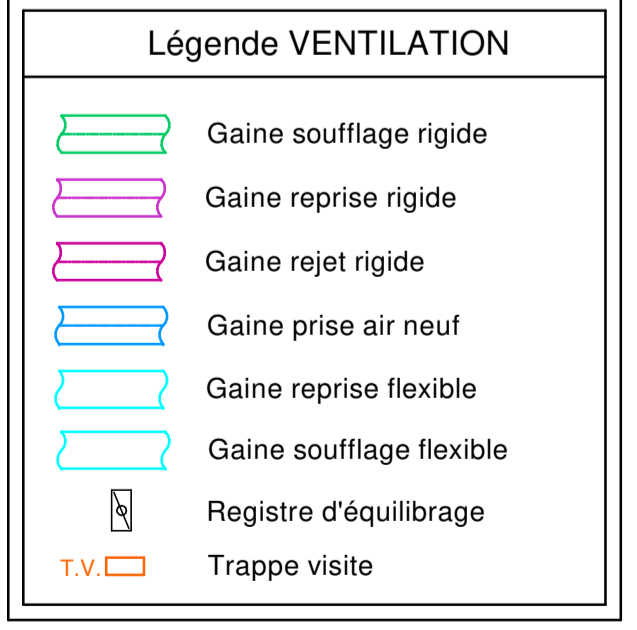 Légende VENTILATION
Gaine soufflage rigide
Gaine reprise rigide
Gaine rejet rigide
Gaine prise air neuf
Gaine reprise flexible
Gaine soufflage flexible
Registre d'équilibrage
T.V. Trappe visite